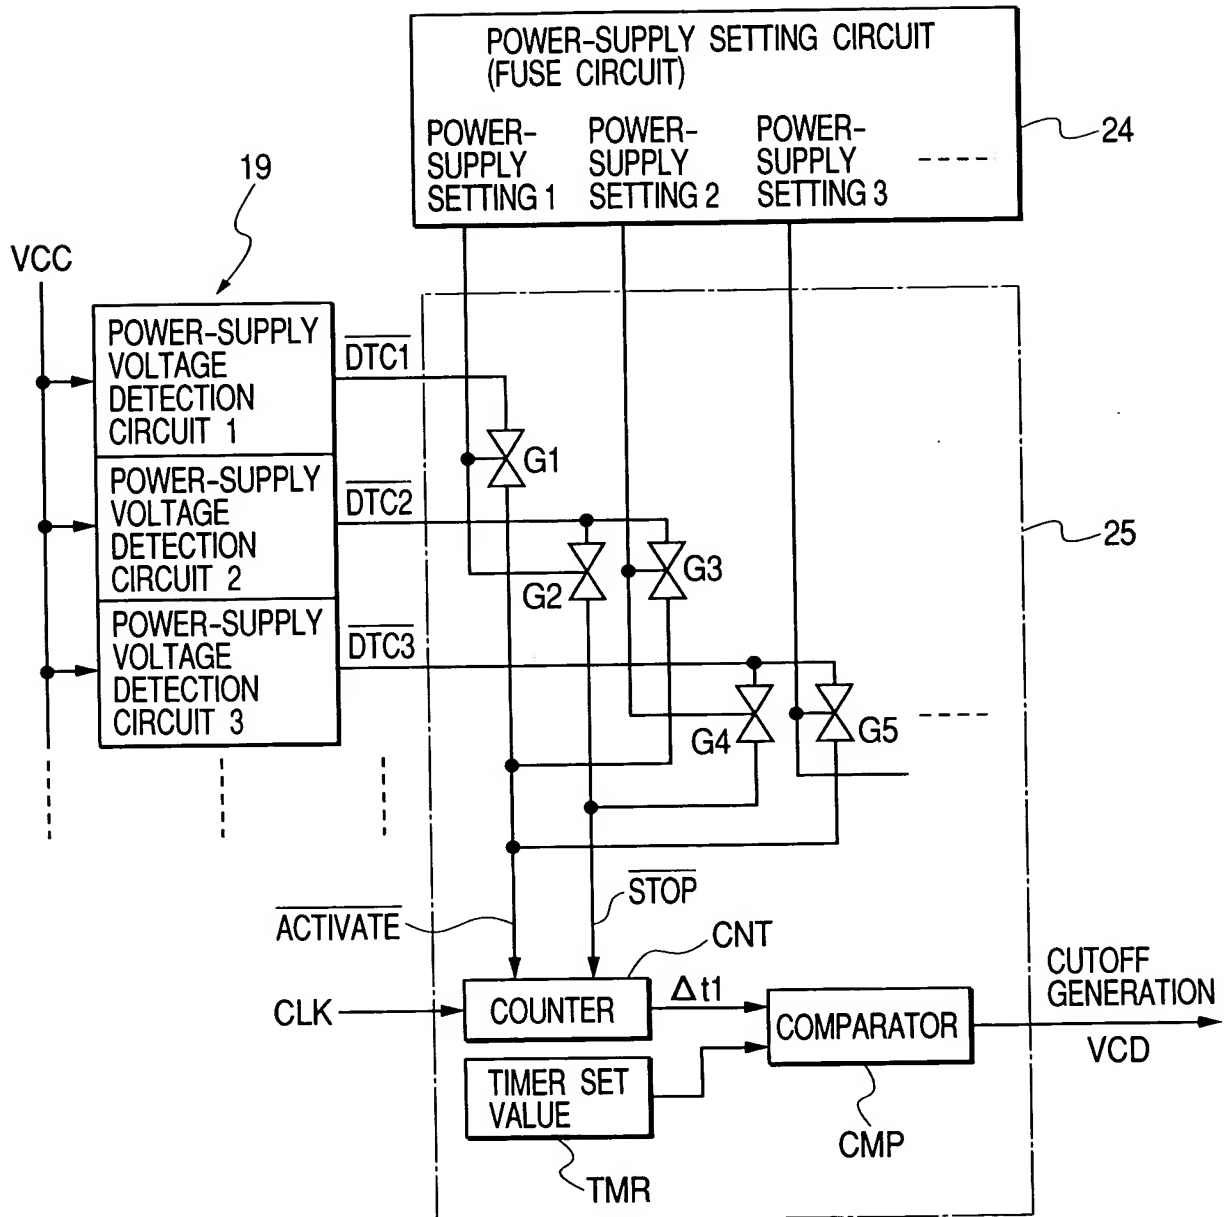 POWER-SUPPLY SETTING CIRCUIT
(FUSE CIRCUIT)
POWER-
SUPPLY
SETTING 1
POWER-
SUPPLY
SETTING 2
POWER-
SUPPLY
SETTING 3
24
19
VCC
POWER-SUPPLY
VOLTAGE
DETECTION
CIRCUIT 1
DTC1
G1
POWER-SUPPLY
VOLTAGE
DETECTION
CIRCUIT 2
DTC2
G2
G3
25
POWER-SUPPLY
VOLTAGE
DETECTION
CIRCUIT 3
DTC3
G4
G5
ACTIVATE
STOP
CNT
CLK
COUNTER
Δt1
COMPARATOR
CUTOFF
GENERATION
VCD
TIMER SET
VALUE
TMR
CMP